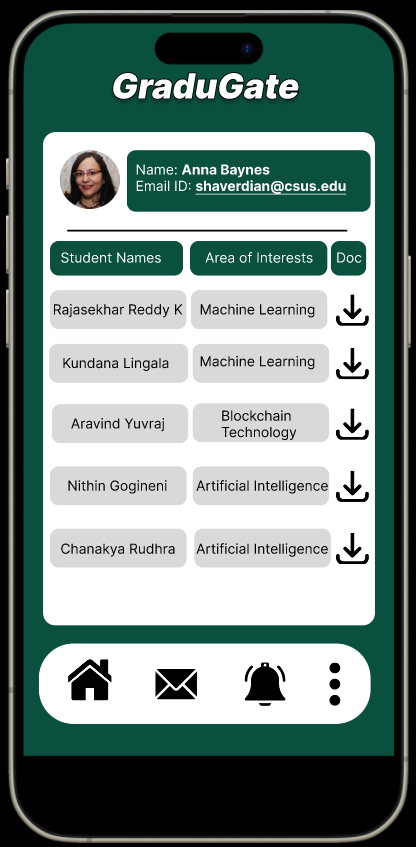 GraduGate
Name: Anna Baynes
Email ID: shaverdian@csus.edu
Student Names Area of Interests Doc
Rajasekhar Reddy K Machine Learning
Kundana Lingala Machine Learning
Aravind Yuvraj Blockchain
Technology
Nithin Gogineni Artificial Intelligence
Chanakya Rudhra Artificial Intelligence